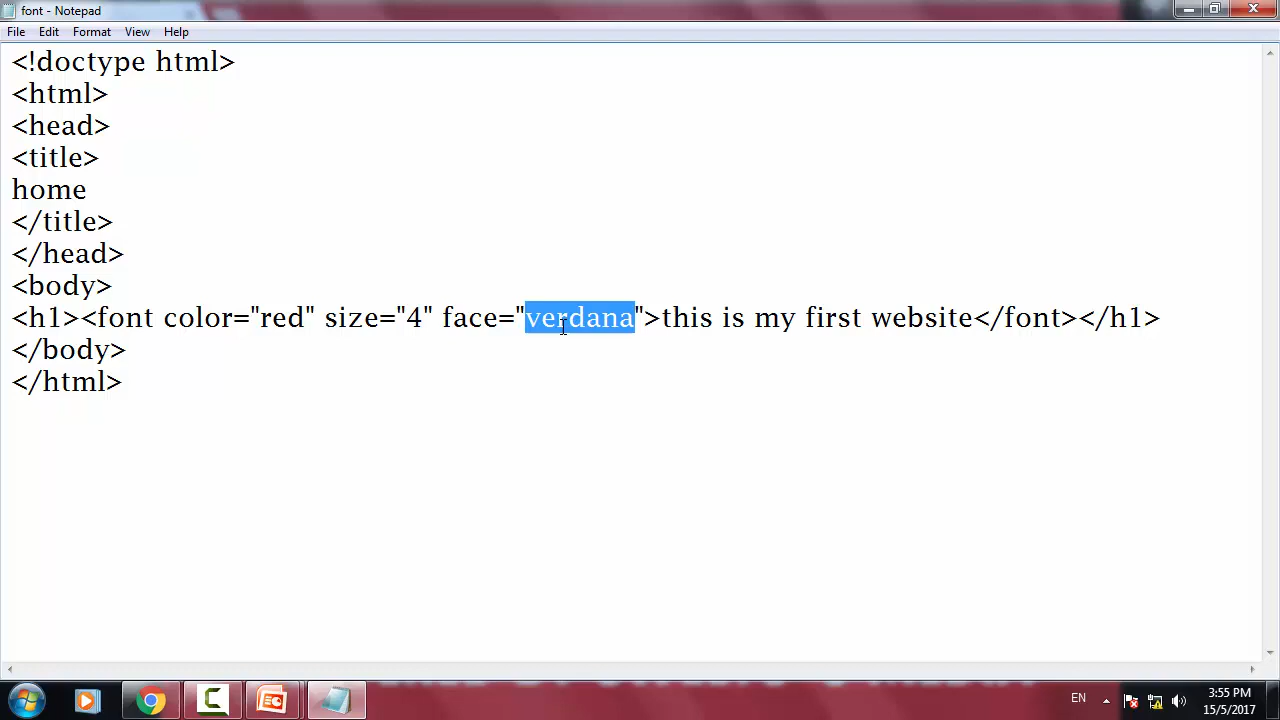 font - Notepad
File Edit Format View Help
<!doctype html>
<html>
<head>
<title>
home
</title>
</head>
<body>
<h1><font color="red" size="4" face="verdana">this is my first website</font></h1>
</body>
</html>
EN
3:55 PM
15/5/2017